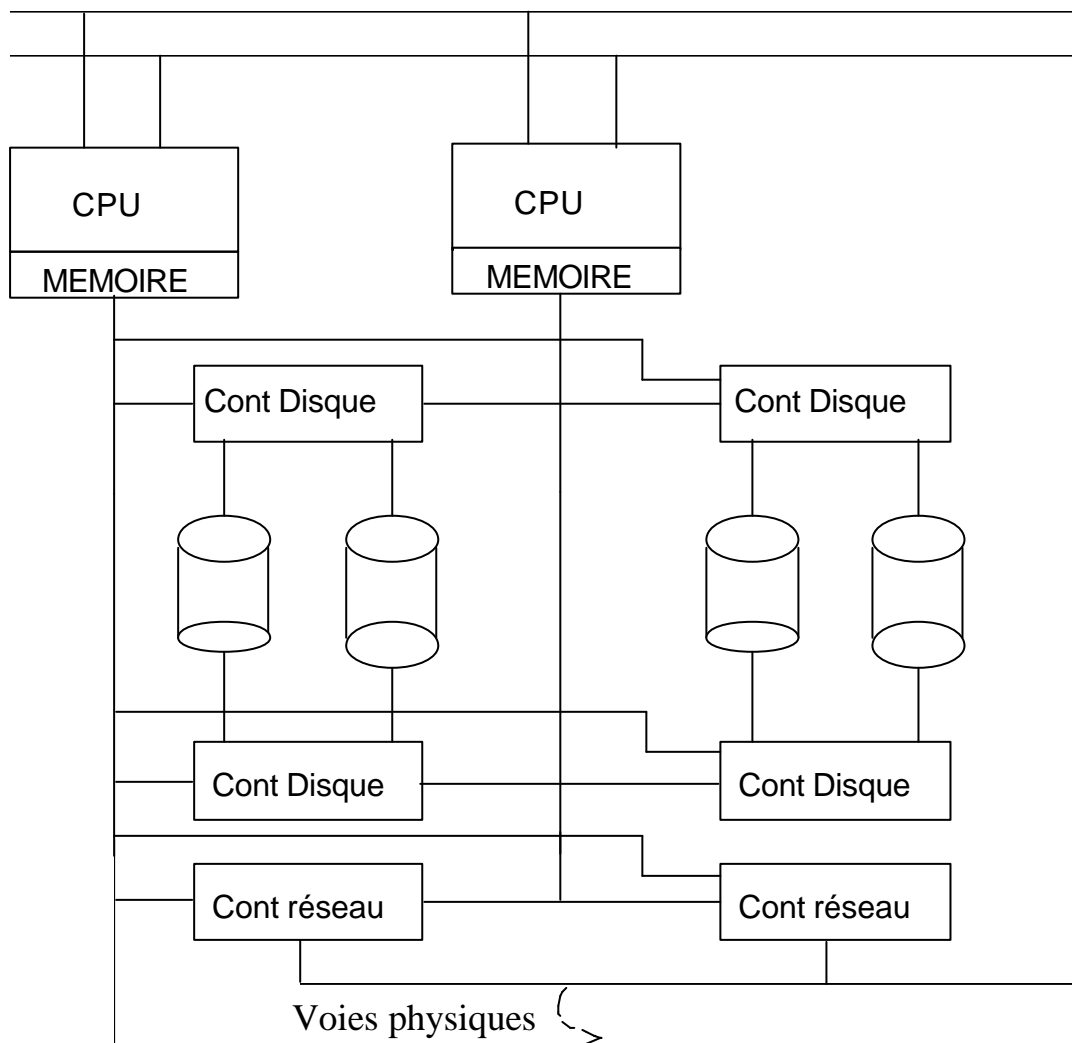 CPU
CPU
MEMOIRE
MEMOIRE
Cont Disque
Cont Disque
Cont Disque
Cont Disque
Cont réseau
Cont réseau
Voies physiques